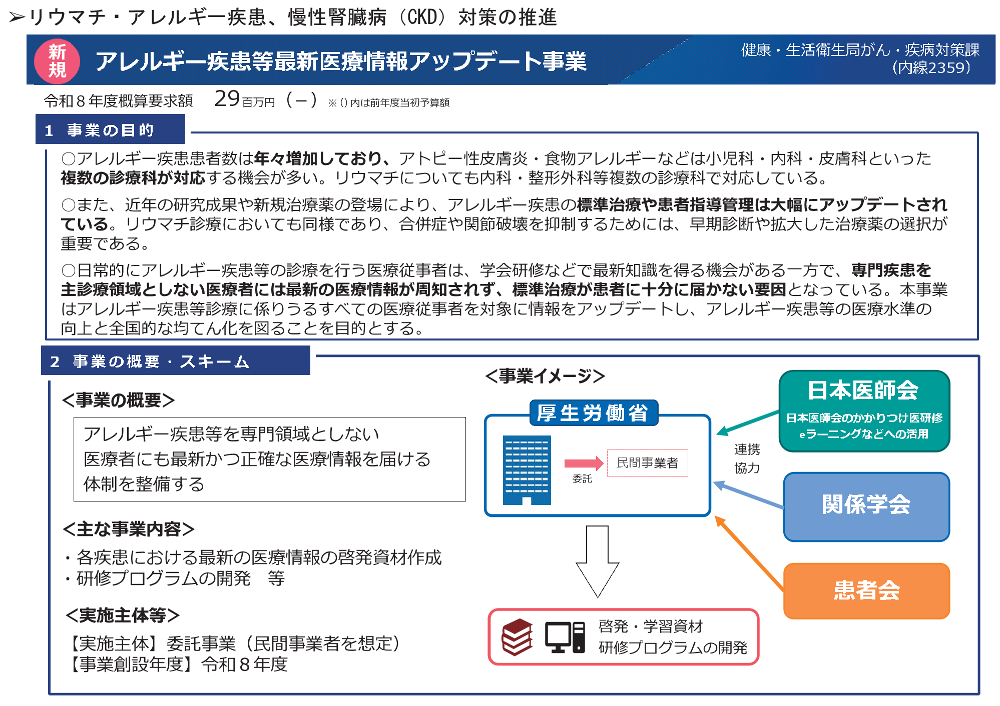 ➢リウマチ・アレルギー疾患、慢性腎臓病（CKD）対策の推進
新規
アレルギー疾患等最新医療情報アップデート事業
健康・生活衛生局がん・疾病対策課
（内線2359）
令和８年度概算要求額　29百万円（－）※（）内は前年度当初予算額
1　事業の目的
○アレルギー疾患患者数は年々増加しており、アトピー性皮膚炎・食物アレルギーなどは小児科・内科・皮膚科といった
複数の診療科が対応する機会が多い。リウマチについても内科・整形外科等複数の診療科で対応している。
○また、近年の研究成果や新規治療薬の登場により、アレルギー疾患の標準治療や患者指導管理は大幅にアップデートされ
ている。リウマチ診療においても同様であり、合併症や関節破壊を抑制するためには、早期診断や拡大した治療薬の選択が
重要である。
○日常的にアレルギー疾患等の診療を行う医療従事者は、学会研修などで最新知識を得る機会がある一方で、専門疾患を
主診療領域としない医療者には最新の医療情報が周知されず、標準治療が患者に十分に届かない要因となっている。本事業
はアレルギー疾患等診療に係りうるすべての医療従事者を対象に情報をアップデートし、アレルギー疾患等の医療水準の
向上と全国的な均てん化を図ることを目的とする。
2　事業の概要・スキーム
＜事業の概要＞
アレルギー疾患等を専門領域としない
医療者にも最新かつ正確な医療情報を届ける
体制を整備する
＜主な事業内容＞
・各疾患における最新の医療情報の啓発資材作成
・研修プログラムの開発　等
＜実施主体等＞
【実施主体】委託事業（民間事業者を想定）
【事業創設年度】令和８年度
＜事業イメージ＞
厚生労働省
委託
民間事業者
連携
協力
日本医師会
日本医師会のかかりつけ医研修
eラーニングなどへの活用
関係学会
患者会
啓発・学習資材
研修プログラムの開発